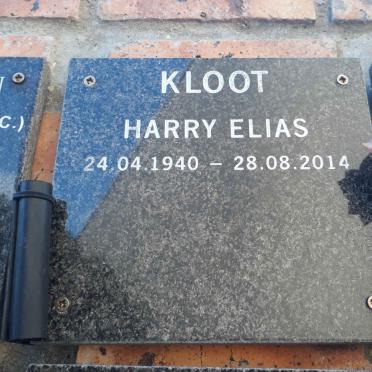 KLOOT
HARRY ELIAS
24.04.1940 – 28.08.2014
C.)